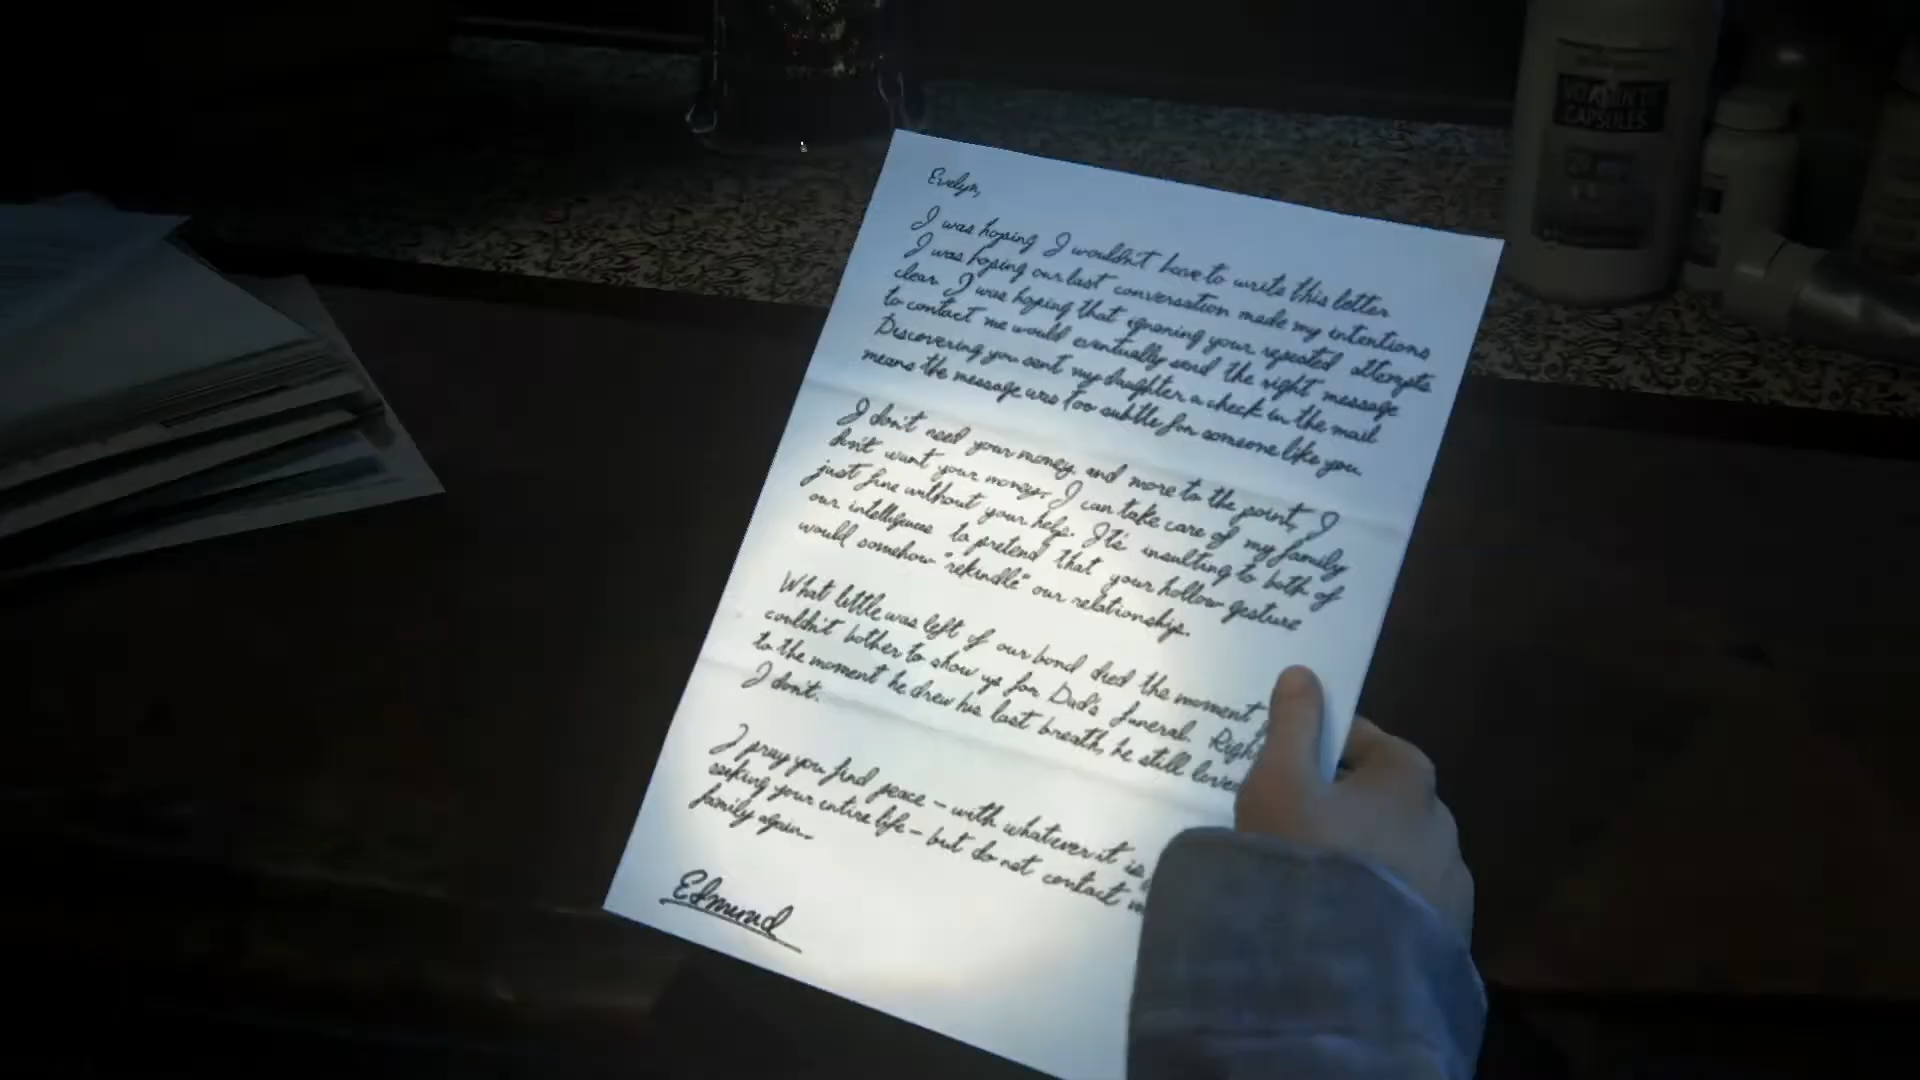 Evelyn,
I was hoping I wouldn't have to write this letter
I was hoping our last conversation made my intentions
clear. I was hoping that ignoring your repeated attempts
to contact me would eventually send the right message
Discovering you sent my daughter a check in the mail
means the message was too subtle for someone like you.
I don't need your money, and more to the point, I
don't want your money. I can take care of my family
just fine without your help. It's insulting to both of
our intelligences to pretend that your hollow gesture
would somehow "rekindle" our relationship.
What little was left of our bond died the moment
couldn't bother to show up for Dad's funeral. Righ
to the moment he drew his last breath, he still love
I don't.
I pray you find peace - with whatever it is
seeking your entire life - but do not contact m
family again.
Edmund
VITAMIN
CAPSULES